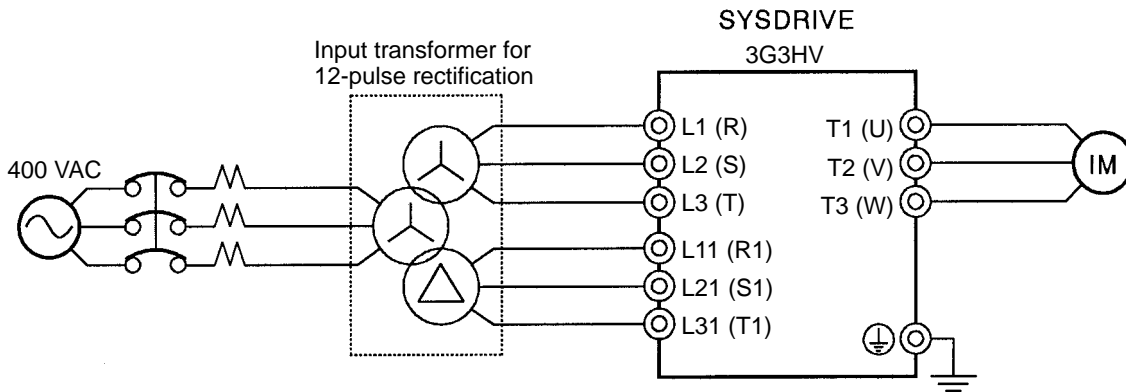 SYSDRIVE
3G3HV
Input transformer for
12-pulse rectification
400 VAC
L1 (R)
L2 (S)
L3 (T)
L11 (R1)
L21 (S1)
L31 (T1)
T1 (U)
T2 (V)
T3 (W)
IM